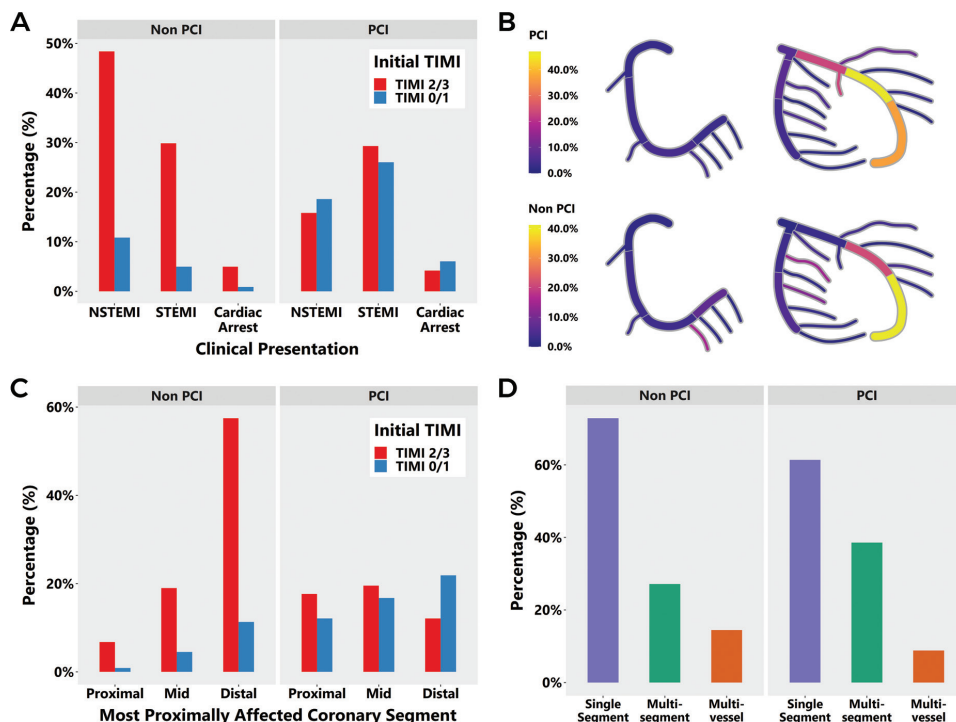 A
Non PCI
PCI
50%
40%
30%
20%
10%
0%
Percentage (%)
Initial TIMI
TIMI 2/3
TIMI 0/1
NSTEMI
STEMI
Cardiac
Arrest
NSTEMI
STEMI
Cardiac
Arrest
Clinical Presentation
B
PCI
40.0%
30.0%
20.0%
10.0%
0.0%
Non PCI
40.0%
30.0%
20.0%
10.0%
0.0%
C
Non PCI
PCI
60%
40%
20%
0%
Percentage (%)
Initial TIMI
TIMI 2/3
TIMI 0/1
Proximal
Mid
Distal
Proximal
Mid
Distal
Most Proximally Affected Coronary Segment
D
Non PCI
PCI
60%
40%
20%
0%
Percentage (%)
Single
Segment
Multi-
segment
Multi-
vessel
Single
Segment
Multi-
segment
Multi-
vessel